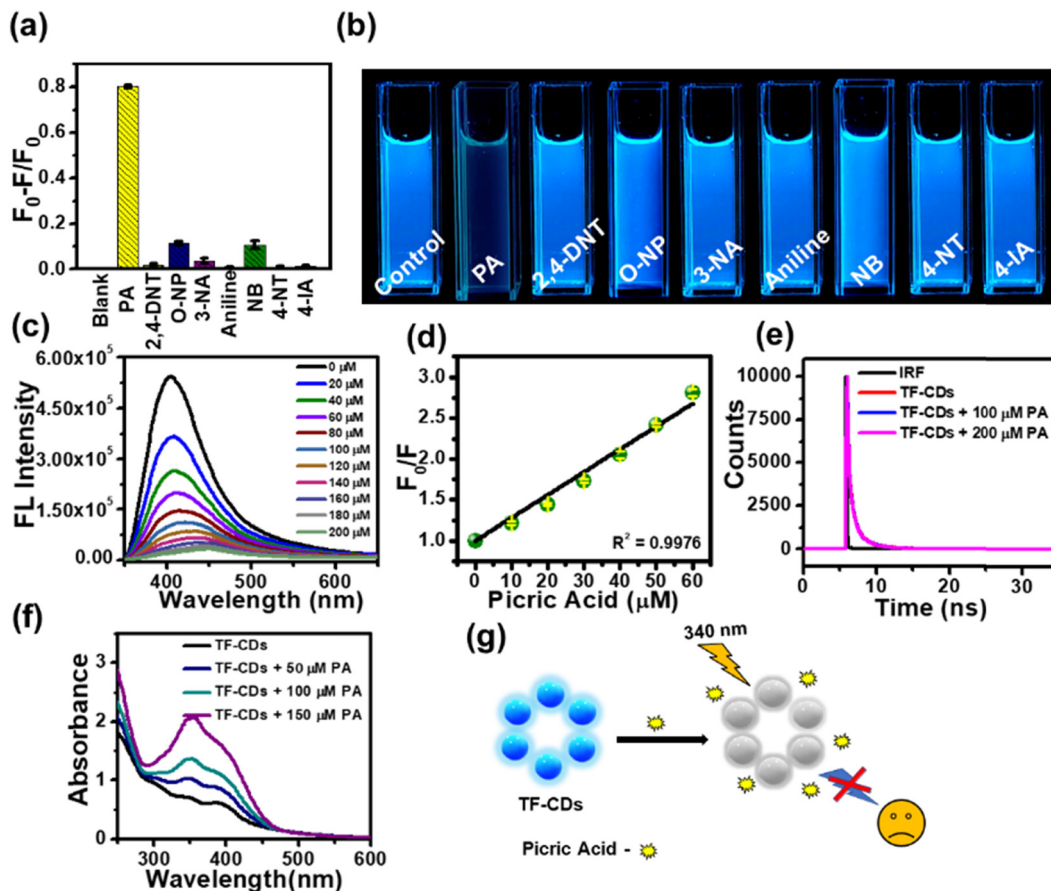 (a)
F₀-F/F₀
0.8
0.6
0.4
0.2
0.0
Blank
PA
2,4-DNT
O-NP
3-NA
Aniline
NB
4-NT
4-IA
(b)
Control
PA
2,4-DNT
O-NP
3-NA
Aniline
NB
4-NT
4-IA
(c)
FL Intensity
6.00x10⁵
4.50x10⁵
3.00x10⁵
1.50x10⁵
0.00
400 450 500 550 600
Wavelength (nm)
0 μM
20 μM
40 μM
60 μM
80 μM
100 μM
120 μM
140 μM
160 μM
180 μM
200 μM
(d)
F₀/F
3.0
2.5
2.0
1.5
1.0
0 10 20 30 40 50 60
Picric Acid (μM)
R² = 0.9976
(e)
Counts
10000
7500
5000
2500
0
0 10 20 30
Time (ns)
IRF
TF-CDs
TF-CDs + 100 μM PA
TF-CDs + 200 μM PA
(f)
Absorbance
3
2
1
0
300 400 500 600
Wavelength(nm)
TF-CDs
TF-CDs + 50 μM PA
TF-CDs + 100 μM PA
TF-CDs + 150 μM PA
(g)
340 nm
TF-CDs
Picric Acid -